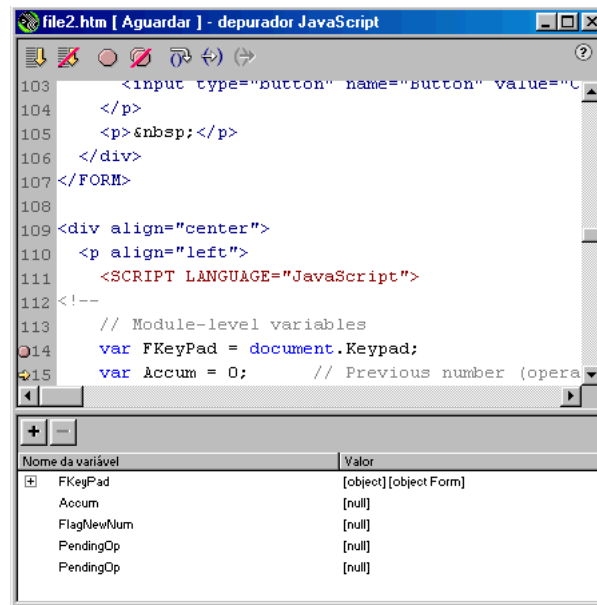 file2.htm [ Aguardar ] - depurador JavaScript
?
103 <input type="button" name="Button" value="C
104 </p>
105 <p>&nbsp;</p>
106 </div>
107 </FORM>
108
109 <div align="center">
110 <p align="left">
111 <SCRIPT LANGUAGE="JavaScript">
112 <!--
113 // Module-level variables
14 var FKeyPad = document.Keypad;
15 var Accum = 0; // Previous number (opera
Nome da variável Valor
FKeyPad [object] [object Form]
Accum [null]
FlagNewNum [null]
PendingOp [null]
PendingOp [null]